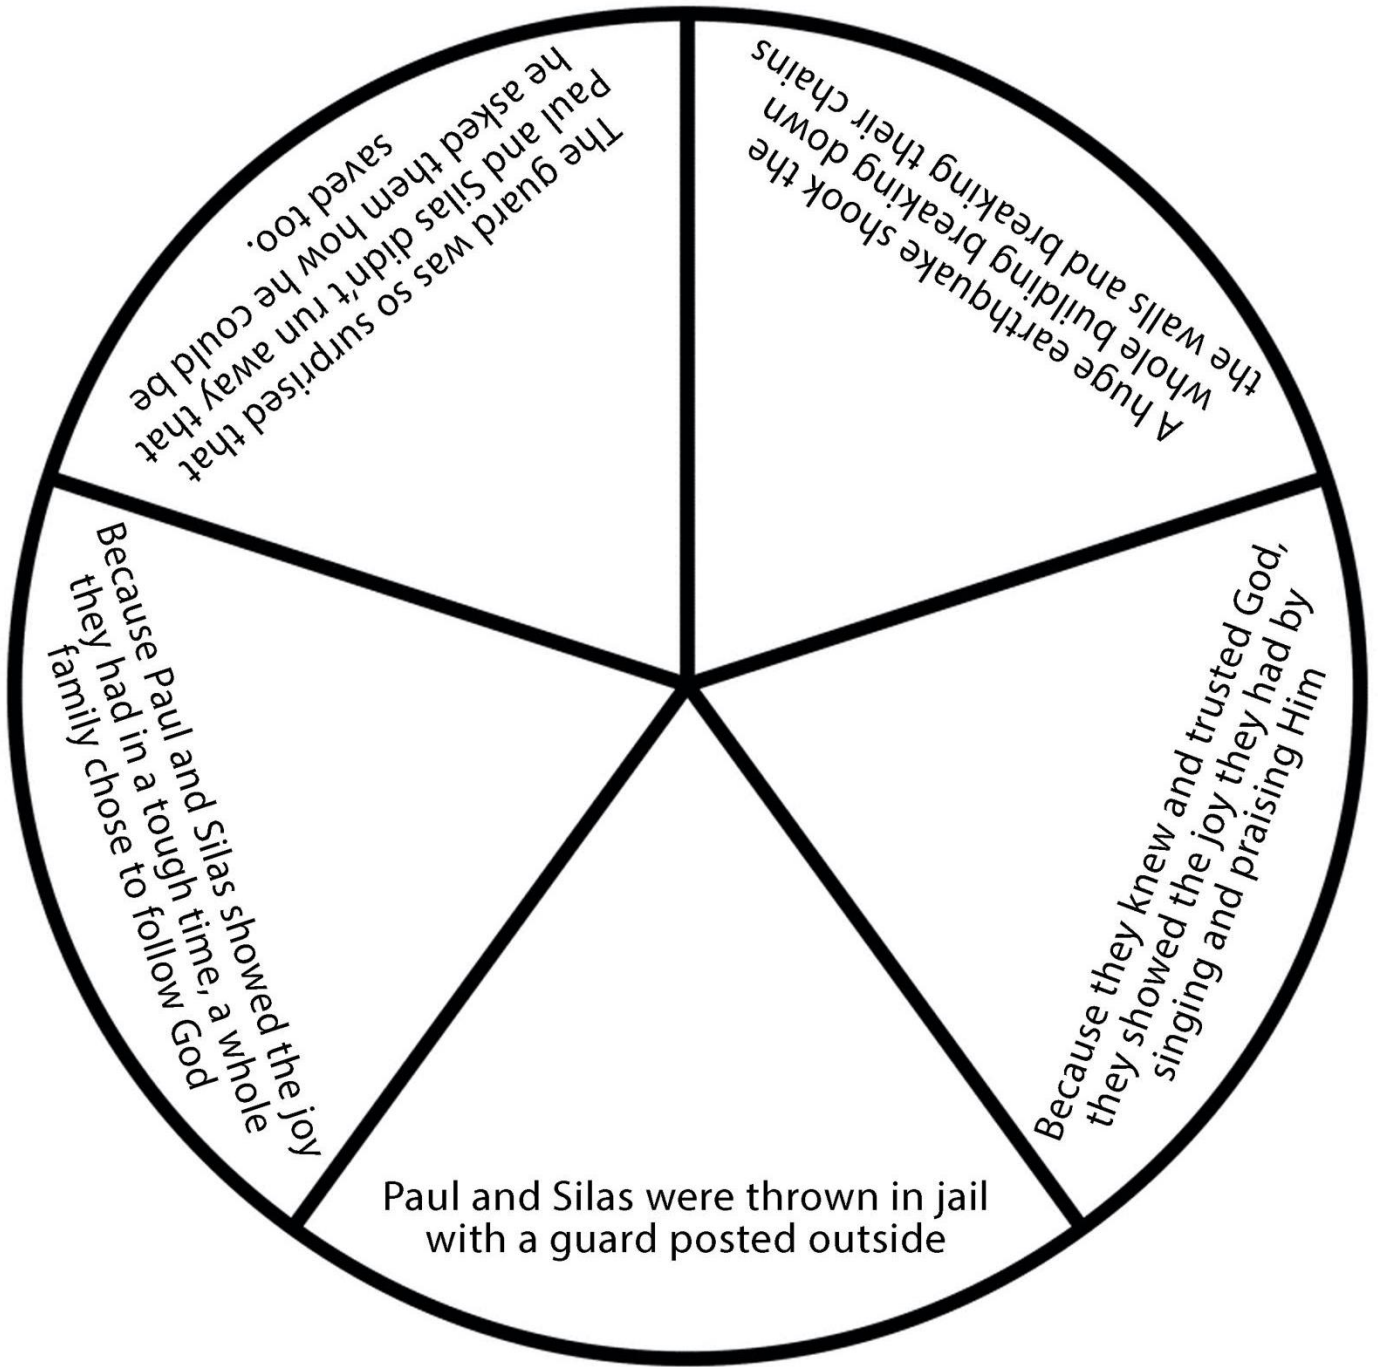 Paul and Silas were thrown in jail
with a guard posted outside
Because they knew and trusted God,
they showed the joy they had by
singing and praising Him
A huge earthquake shook the
whole building breaking down
the walls and breaking their chains
The guard was so surprised that
Paul and Silas didn't run away that
he asked them how he could be
saved too.
Because Paul and Silas showed the joy
they had in a tough time, a whole
family chose to follow God